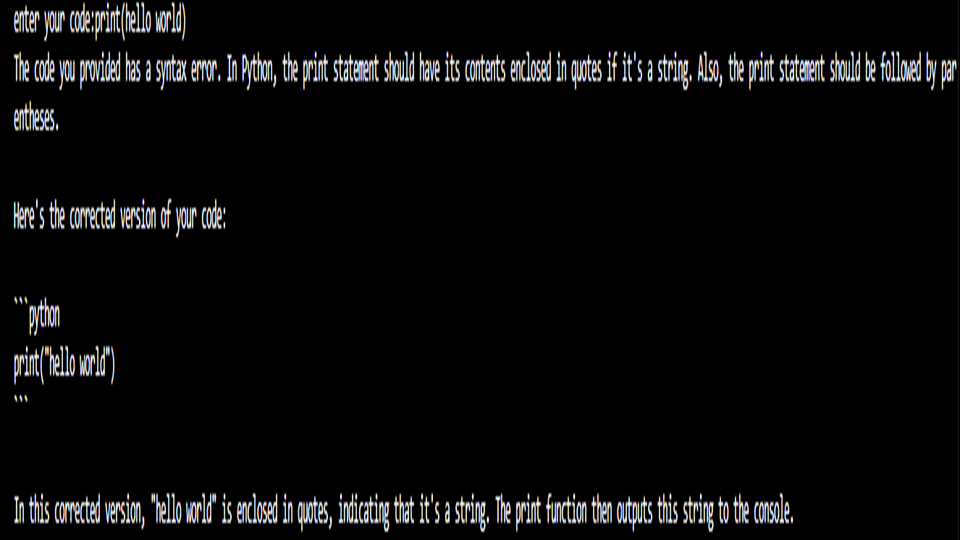 enter your code:print(hello world)
The code you provided has a syntax error. In Python, the print statement should have its contents enclosed in quotes if it's a string. Also, the print statement should be followed by par
entheses.
Here's the corrected version of your code:
```python
print("hello world")
```
In this corrected version, "hello world" is enclosed in quotes, indicating that it's a string. The print function then outputs this string to the console.